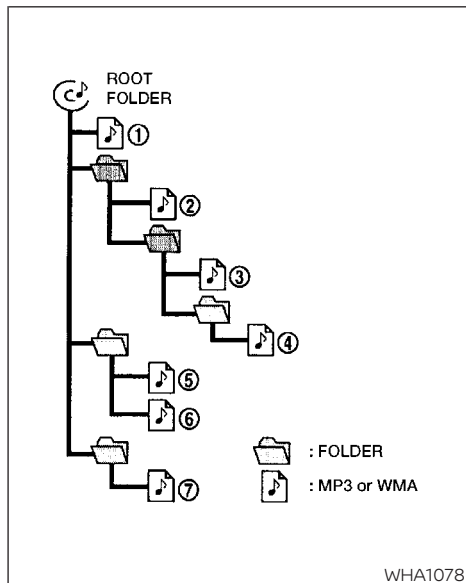 ROOT
FOLDER
①
②
③
④
⑤
⑥
⑦
: FOLDER
: MP3 or WMA
WHA1078